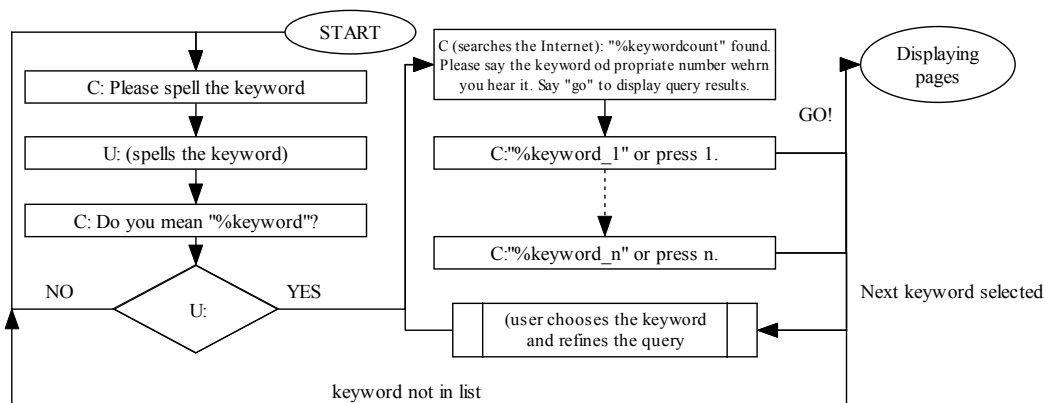 START
C: Please spell the keyword
U: (spells the keyword)
C: Do you mean "%keyword"?
NO
U:
YES
C (searches the Internet): "%keywordcount" found.
Please say the keyword od propriate number wehrn
you hear it. Say "go" to display query results.
C:"%keyword_1" or press 1.
C:"%keyword_n" or press n.
(user chooses the keyword
and refines the query
Displaying
pages
GO!
Next keyword selected
keyword not in list